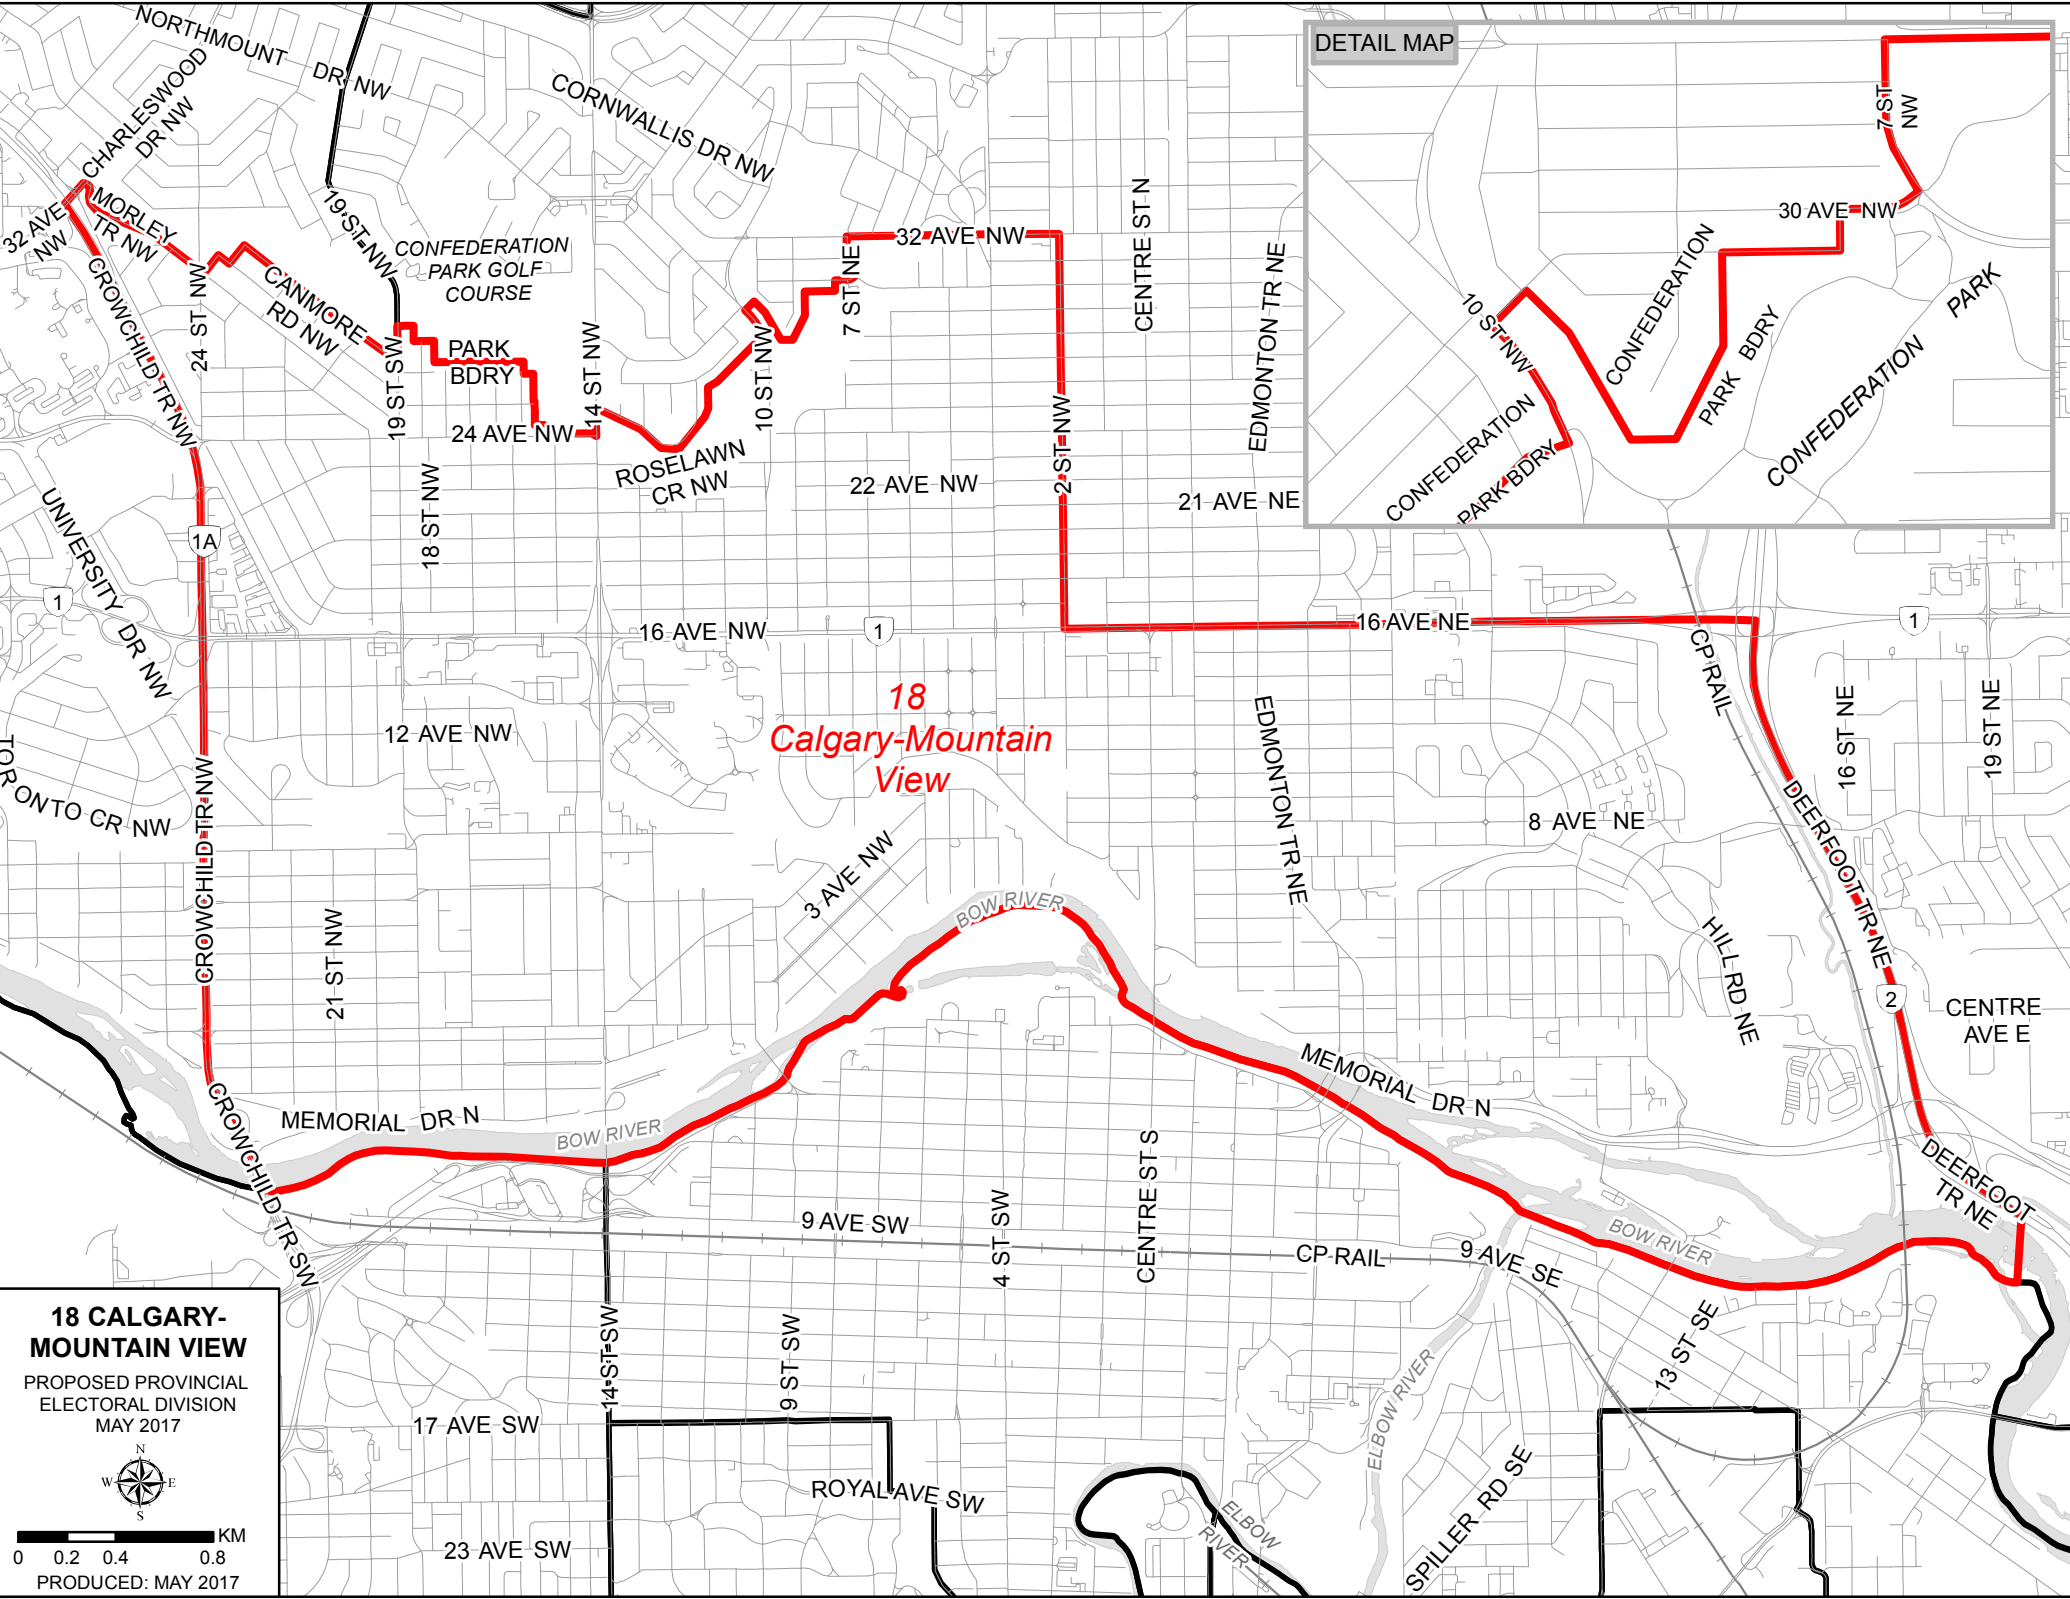 NORTHMOUNT
DR NW
CHARLESWOOD
DR NW
CORNWALLIS DR NW
DETAIL MAP
7 ST
NW
30 AVE NW
CONFEDERATION
PARK BDRY
CONFEDERATION
PARK
10 ST NW
CONFEDERATION
PARK BDRY
32 AVE
NW
MORLEY
TR NW
19 ST NW
CONFEDERATION
PARK GOLF
COURSE
32 AVE NW
7 ST NE
CENTRE ST N
EDMONTON TR NE
CROWCHILD TR NW
24 ST NW
CANMORE
RD NW
19 ST SW
PARK
BDRY
14 ST NW
10 ST NW
24 AVE NW
ROSELAWN
CR NW
2 ST NW
18 ST NW
22 AVE NW
21 AVE NE
UNIVERSITY
DR NW
1A
1
16 AVE NW
1
16 AVE NE
1
CP RAIL
18
Calgary-Mountain
View
12 AVE NW
EDMONTON TR NE
16 ST NE
19 ST NE
TORONTO CR NW
CROWCHILD TR NW
3 AVE NW
8 AVE NE
DEERFOOT TR NE
BOW RIVER
21 ST NW
HILL RD NE
2
CENTRE
AVE E
MEMORIAL DR N
CROWCHILD TR SW
MEMORIAL DR N
BOW RIVER
CENTRE ST S
DEERFOOT
TR NE
9 AVE SW
4 ST SW
CP RAIL
9 AVE SE
BOW RIVER
14 ST SW
9 ST SW
13 ST SE
ELBOW RIVER
17 AVE SW
ROYAL AVE SW
ELBOW
RIVER
SPILLER RD SE
23 AVE SW
18 CALGARY-
MOUNTAIN VIEW
PROPOSED PROVINCIAL
ELECTORAL DIVISION
MAY 2017
N
W E
S
KM
0 0.2 0.4 0.8
PRODUCED: MAY 2017